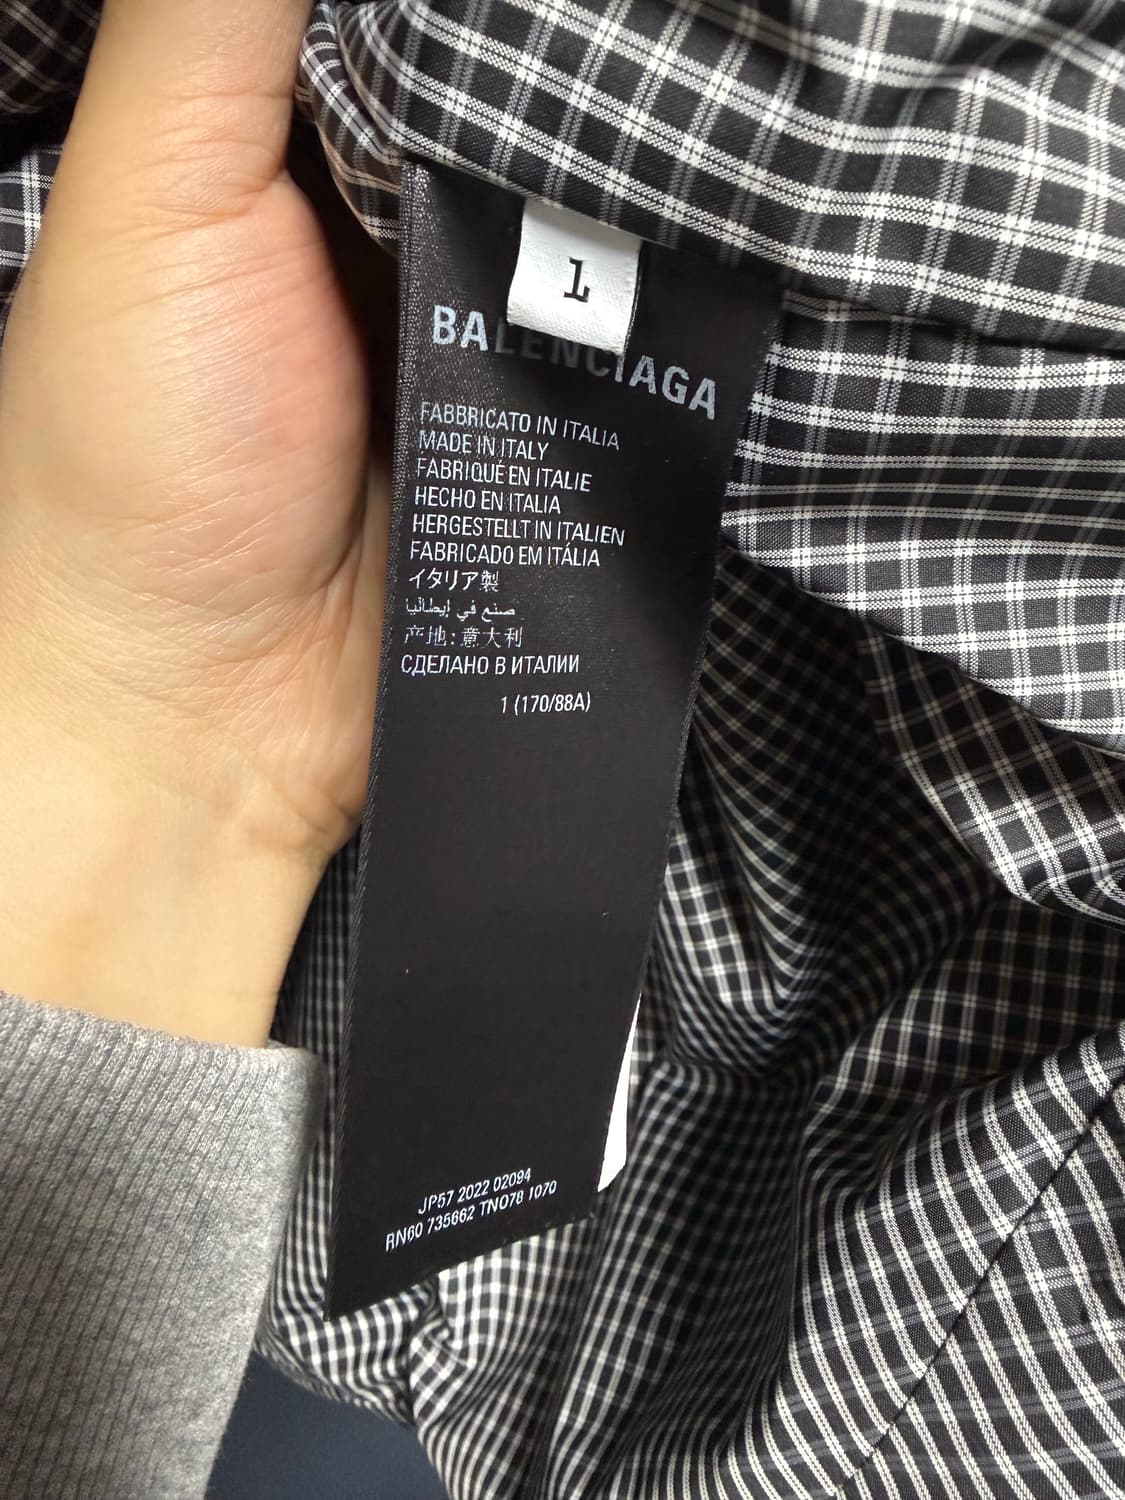 1
BALENCIAGA
FABBRICATO IN ITALIA
MADE IN ITALY
FABRIQUÉ EN ITALIE
HECHO EN ITALIA
HERGESTELLT IN ITALIEN
FABRICADO EM ITÁLIA
イタリア製
صنع في إيطاليا
产地:意大利
СДЕЛАНО В ИТАЛИИ
1 (170/88A)
JP57 2022 02094
RN60 735662 TNO78 1070